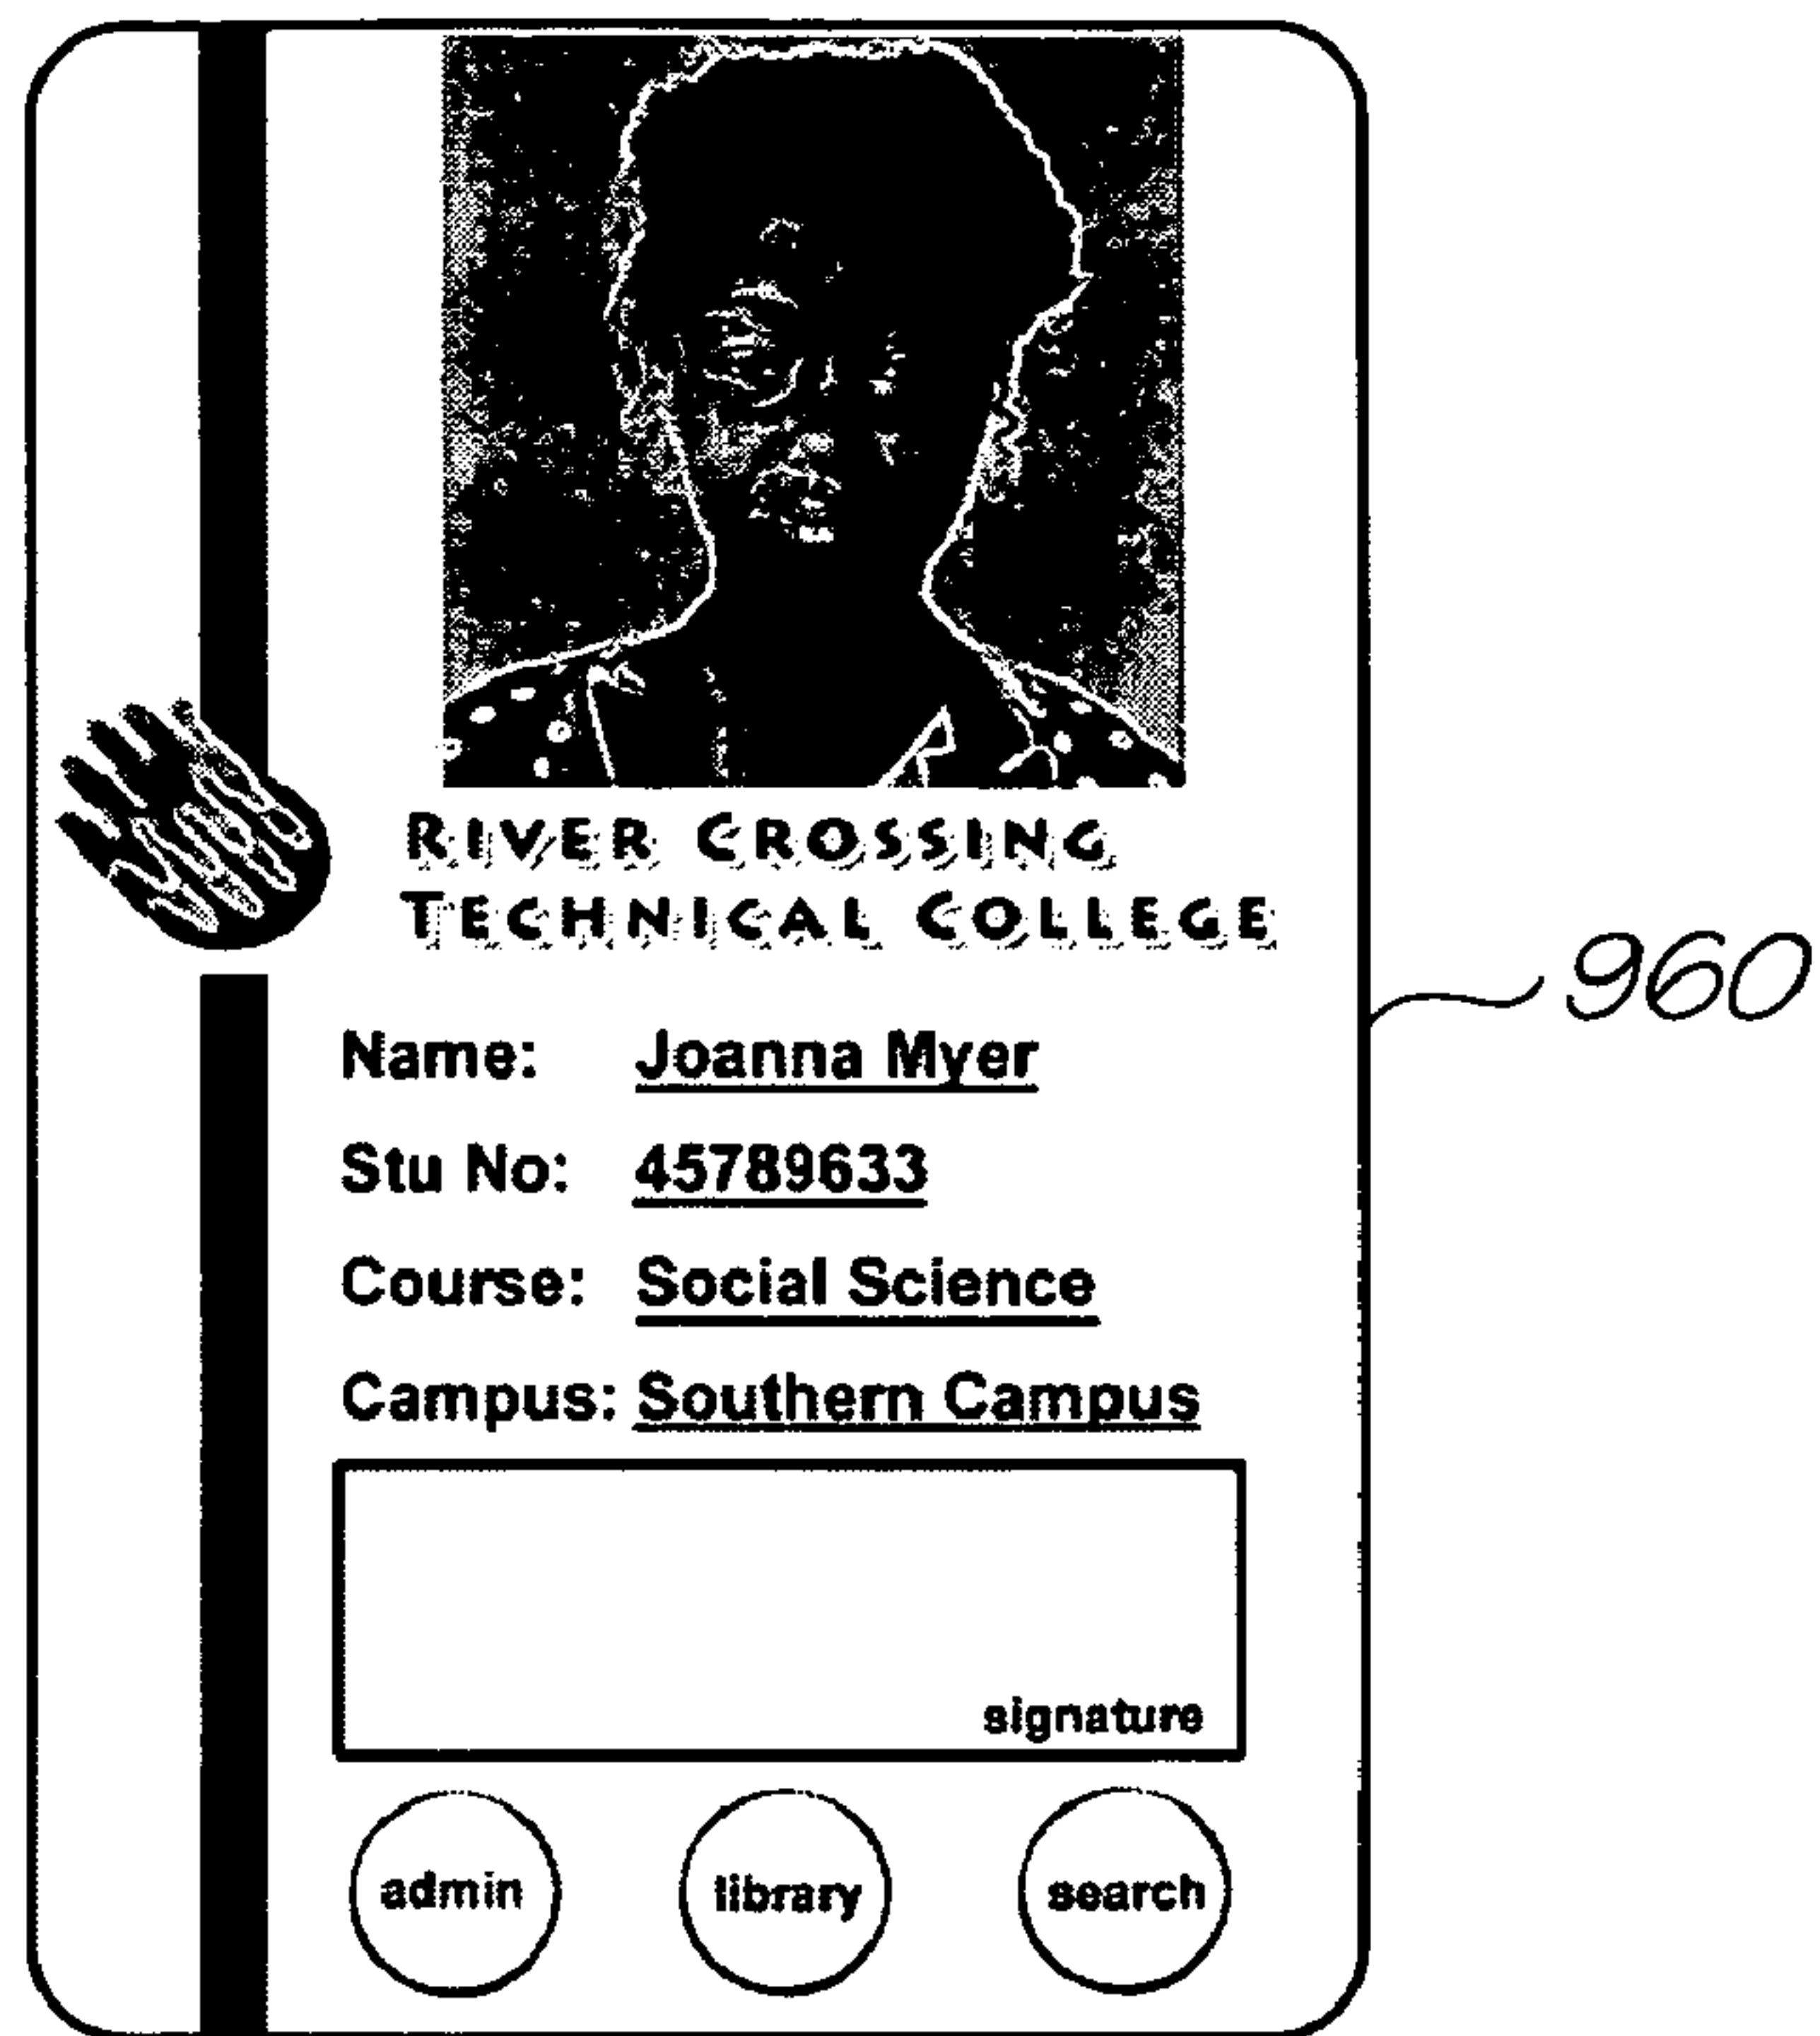 RIVER CROSSING
TECHNICAL COLLEGE
960
Name: Joanna Myer
Stu No: 45789633
Course: Social Science
Campus: Southern Campus
signature
admin library search